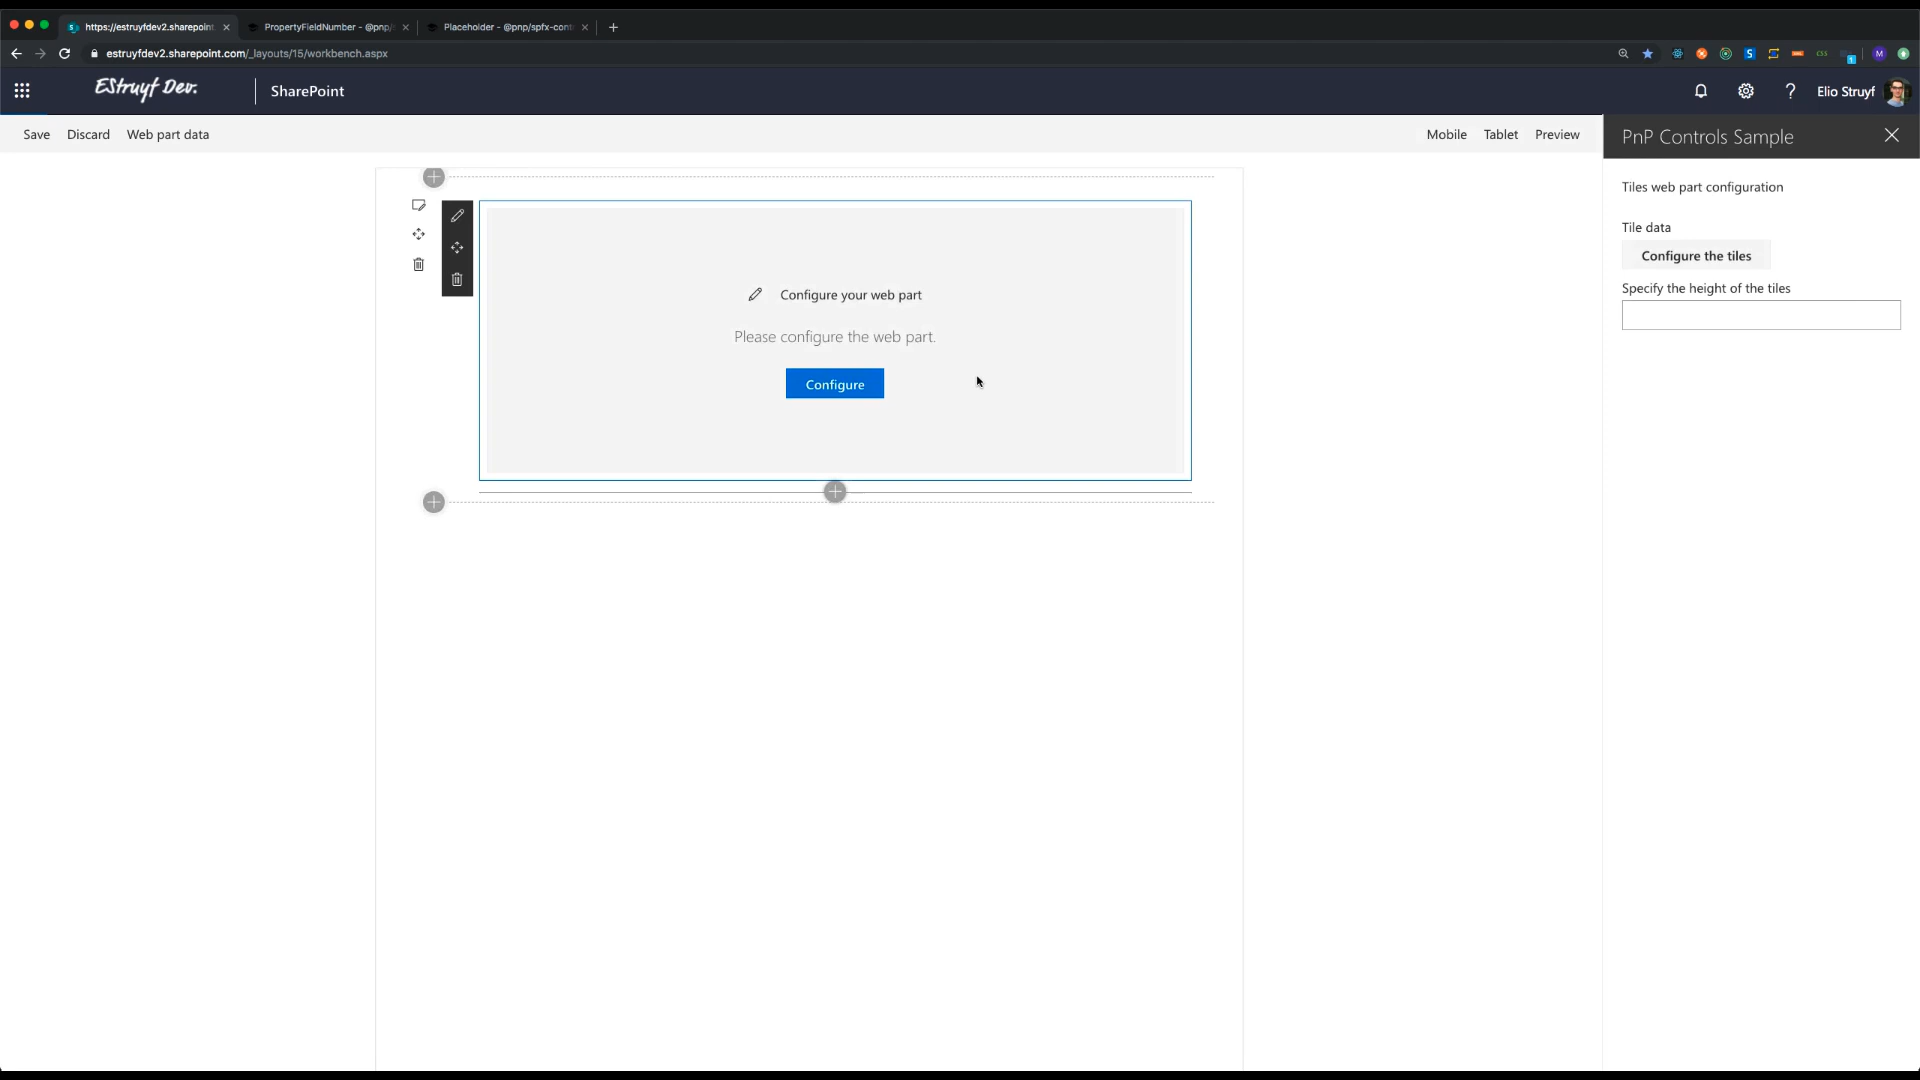 https://estruyfdev2.sharepoint
PropertyFieldNumber - @pnp/
Placeholder - @pnp/spfx-cont
estruyfdev2.sharepoint.com/_layouts/15/workbench.aspx
EStruyf Dev.
SharePoint
Elio Struyf
Save
Discard
Web part data
Mobile
Tablet
Preview
PnP Controls Sample
Tiles web part configuration
Tile data
Configure the tiles
Specify the height of the tiles
Configure your web part
Please configure the web part.
Configure